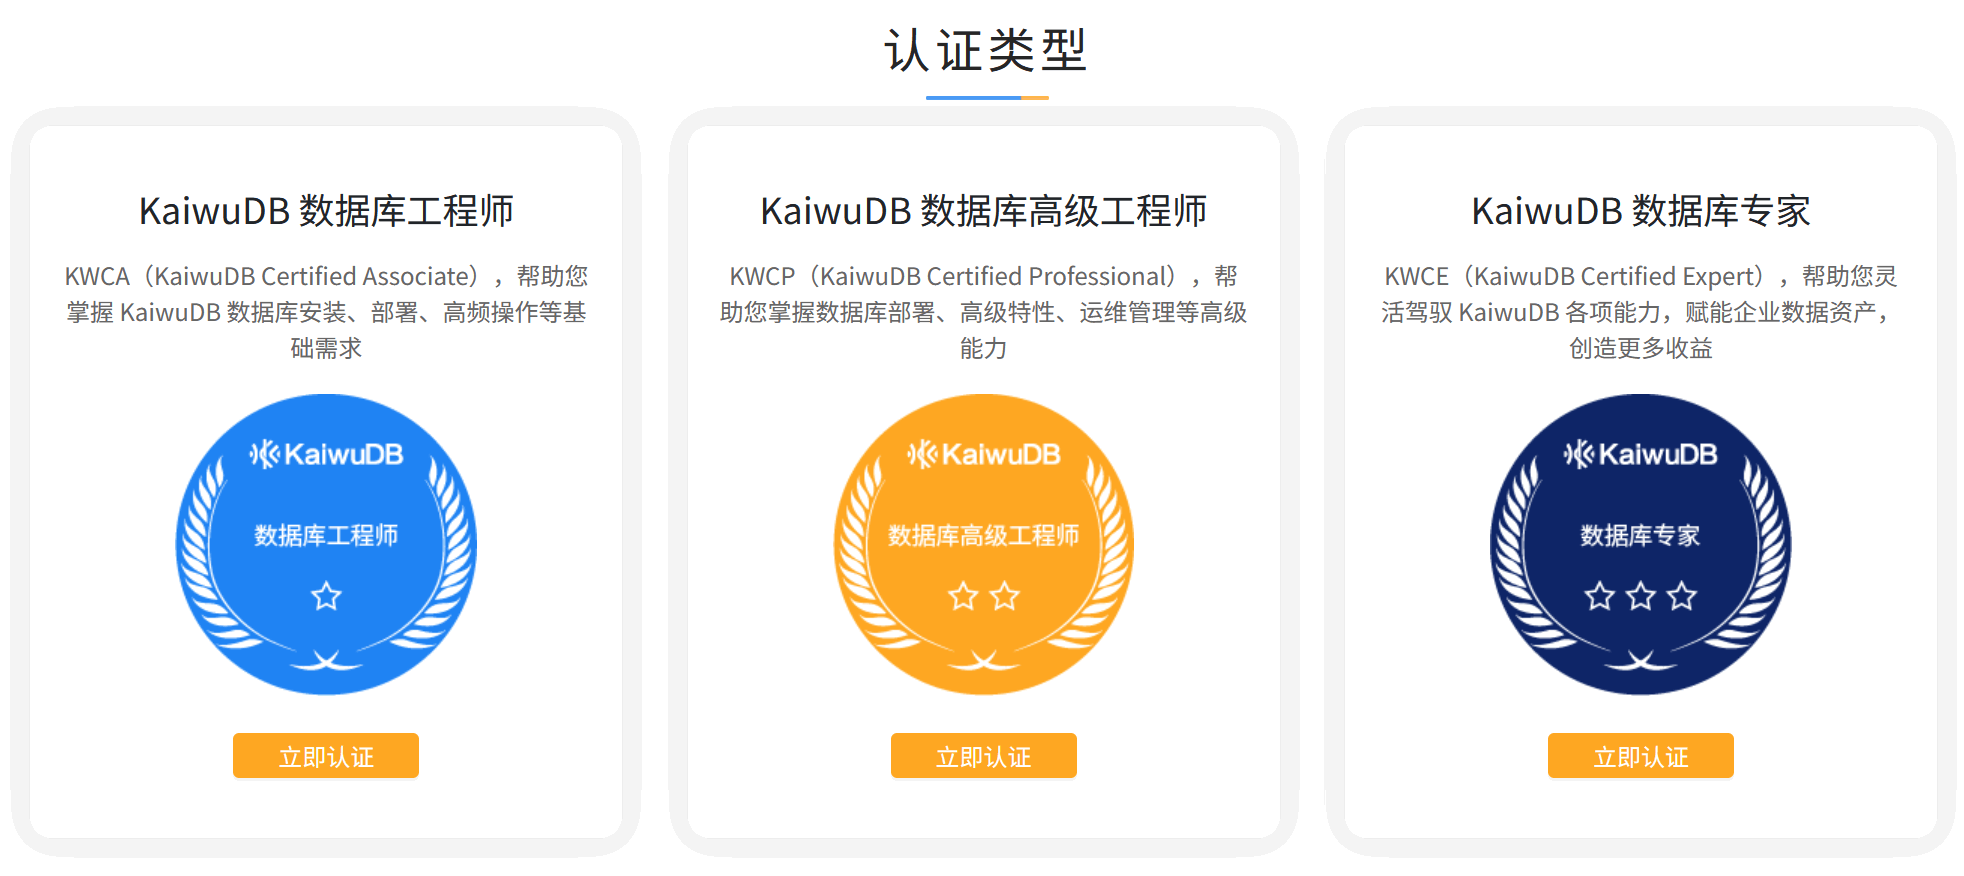 认证类型
KaiwuDB 数据库工程师
KWCA（KaiwuDB Certified Associate），帮助您
掌握 KaiwuDB 数据库安装、部署、高频操作等基
础需求
KaiwuDB
数据库工程师
立即认证
KaiwuDB 数据库高级工程师
KWCP（KaiwuDB Certified Professional），帮
助您掌握数据库部署、高级特性、运维管理等高级
能力
KaiwuDB
数据库高级工程师
立即认证
KaiwuDB 数据库专家
KWCE（KaiwuDB Certified Expert），帮助您灵
活驾驭 KaiwuDB 各项能力，赋能企业数据资产，
创造更多收益
KaiwuDB
数据库专家
立即认证